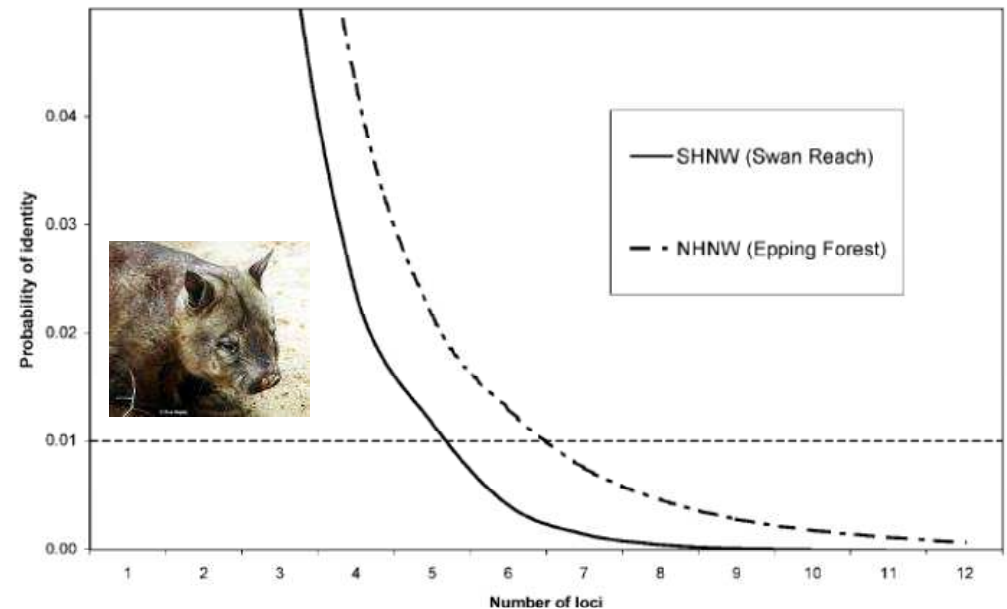 0.04
0.03
0.02
0.01
0.00
Probability of identity
SHNW (Swan Reach)
NHNW (Epping Forest)
1 2 3 4 5 6 7 8 9 10 11 12
Number of loci